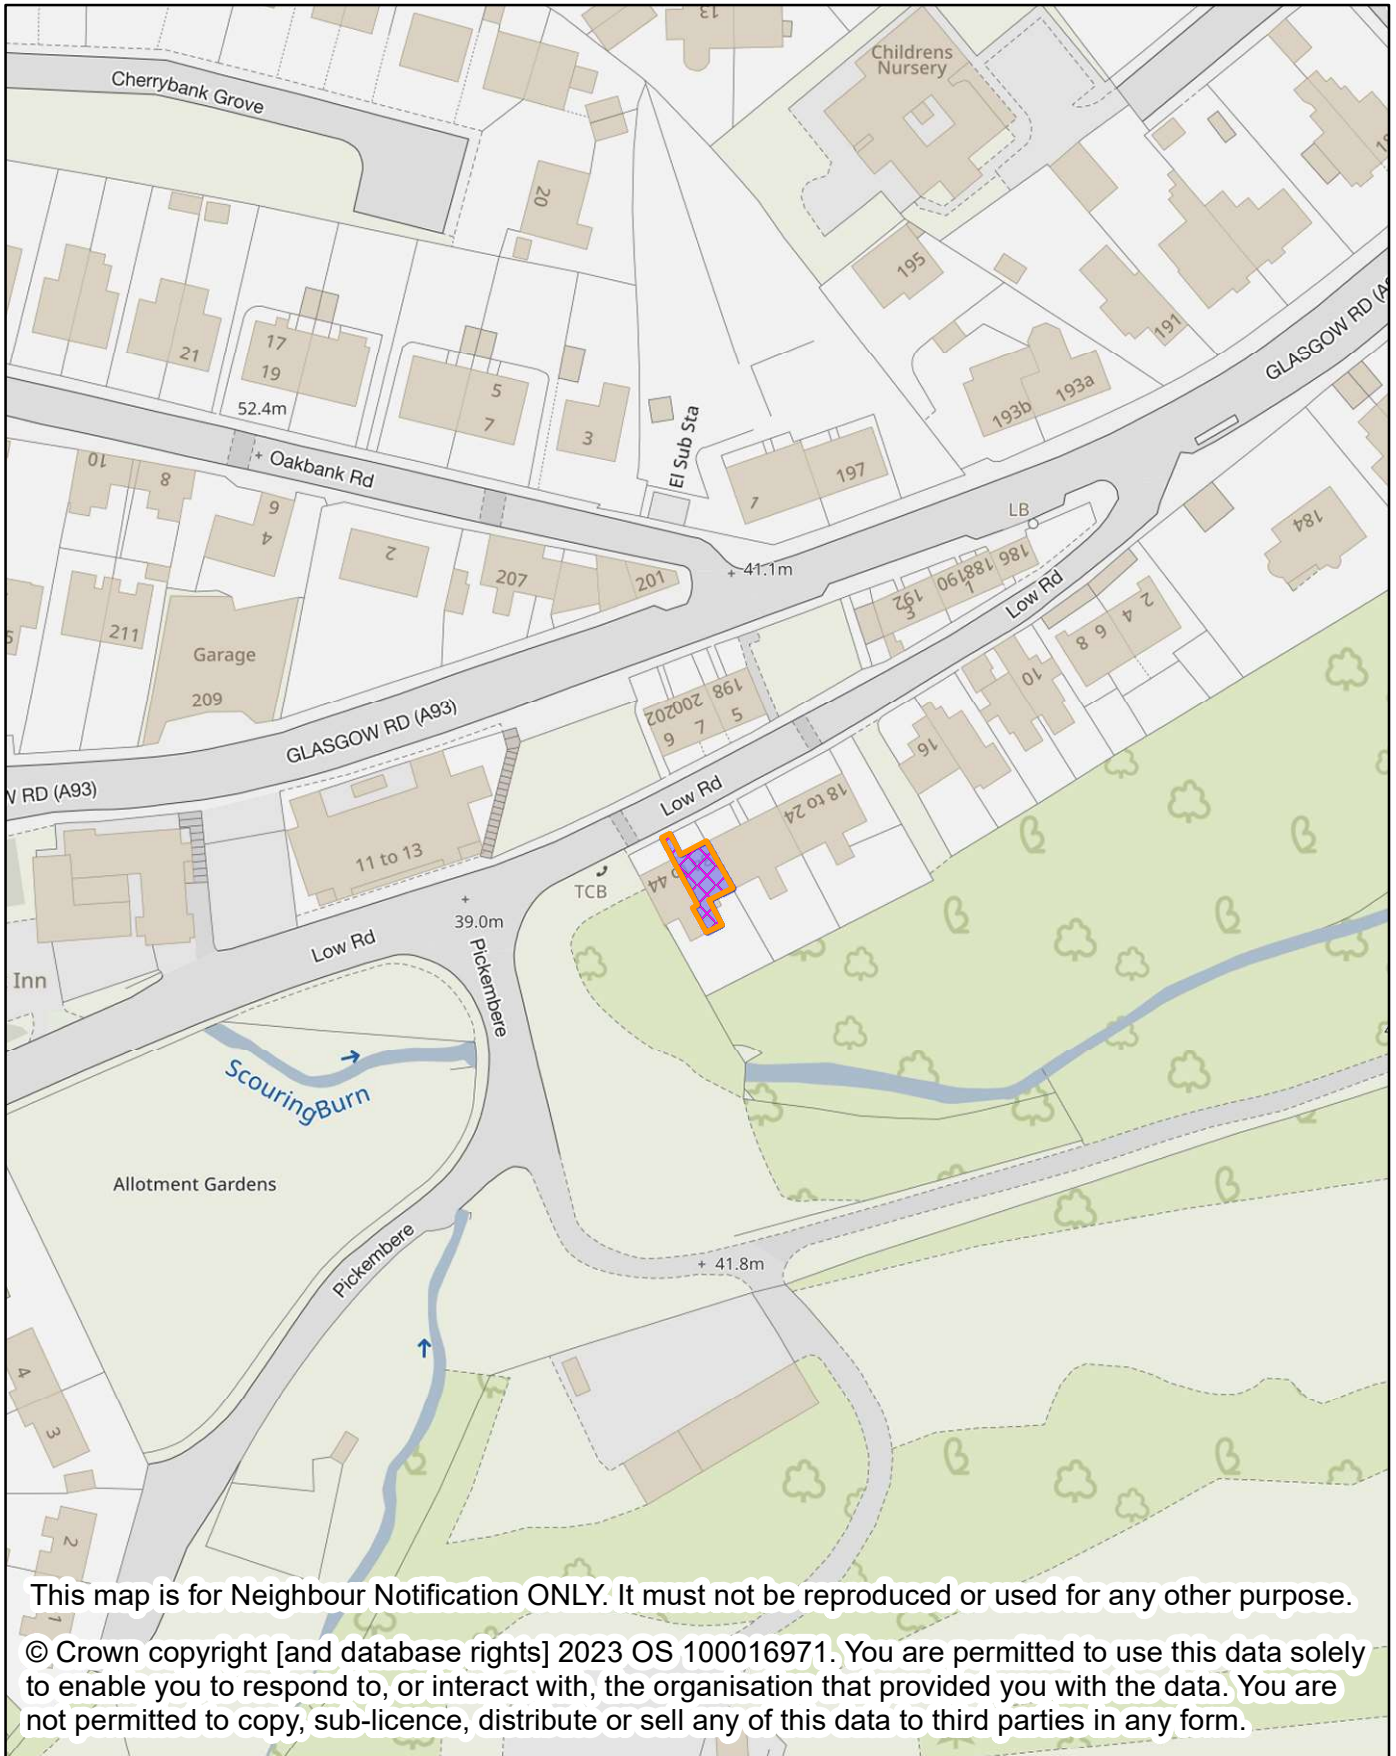 13
Childrens
Nursery
Cherrybank Grove
20
195
191
GLASGOW RD (A9
21
17
19
5
7
3
52.4m
193b
193a
El Sub Sta
Oakbank Rd
10
8
6
4
2
197
1
LB
184
207
201
41.1m
186
188
190
192
1
3
Low Rd
211
Garage
209
2
4
6
8
10
198
200
202
5
7
9
16
GLASGOW RD (A93)
W RD (A93)
Low Rd
18 to 24
11 to 13
TCB
44
39.0m
Low Rd
Pickembere
Inn
ScouringBurn
Allotment Gardens
Pickembere
41.8m
4
3
2
1
This map is for Neighbour Notification ONLY. It must not be reproduced or used for any other purpose.
© Crown copyright [and database rights] 2023 OS 100016971. You are permitted to use this data solely
to enable you to respond to, or interact with, the organisation that provided you with the data. You are
not permitted to copy, sub-licence, distribute or sell any of this data to third parties in any form.